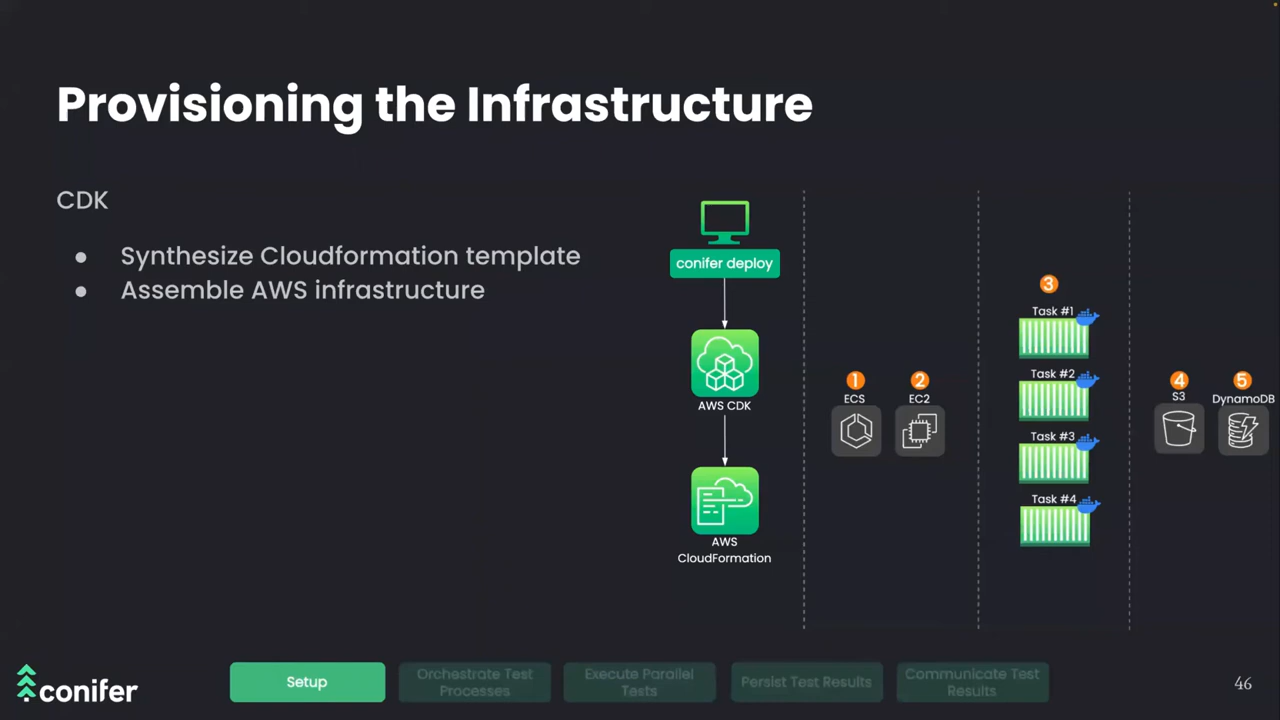 Provisioning the Infrastructure
CDK
● Synthesize Cloudformation template
● Assemble AWS infrastructure
conifer deploy
AWS CDK
AWS
CloudFormation
1
ECS
2
EC2
3
Task #1
Task #2
Task #3
Task #4
4
S3
5
DynamoDB
conifer
Setup
Orchestrate Test
Processes
Execute Parallel
Tests
Persist Test Results
Communicate Test
Results
46